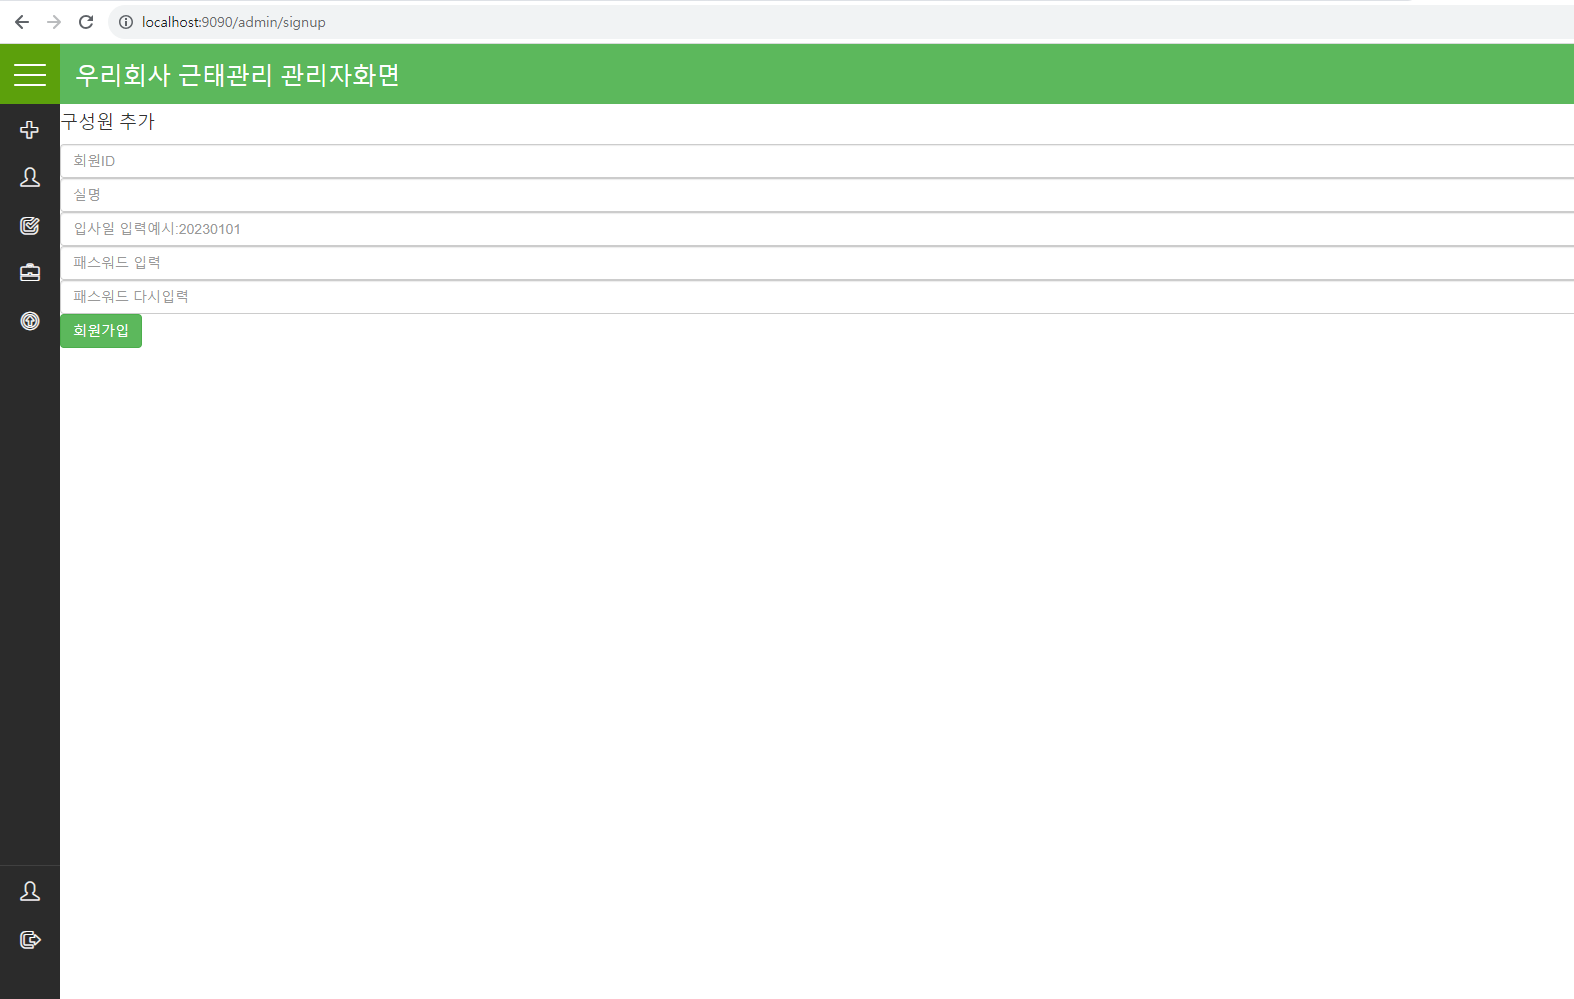 localhost:9090/admin/signup
우리회사 근태관리 관리자화면
구성원 추가
회원ID
실명
입사일 입력예시:20230101
패스워드 입력
패스워드 다시입력
회원가입